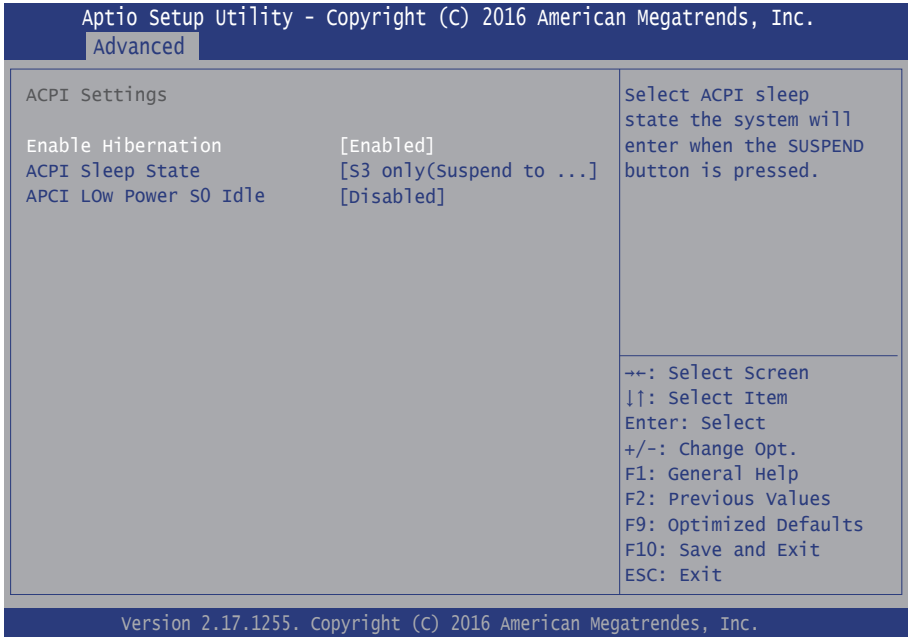 Aptio Setup Utility - Copyright (C) 2016 American Megatrends, Inc.
Advanced
ACPI Settings
Enable Hibernation [Enabled]
ACPI Sleep State [S3 only(Suspend to ...]
APCI LOw Power S0 Idle [Disabled]
Select ACPI sleep
state the system will
enter when the SUSPEND
button is pressed.
→←: Select Screen
↓↑: Select Item
Enter: Select
+/-: Change Opt.
F1: General Help
F2: Previous Values
F9: Optimized Defaults
F10: Save and Exit
ESC: Exit
Version 2.17.1255. Copyright (C) 2016 American Megatrendes, Inc.